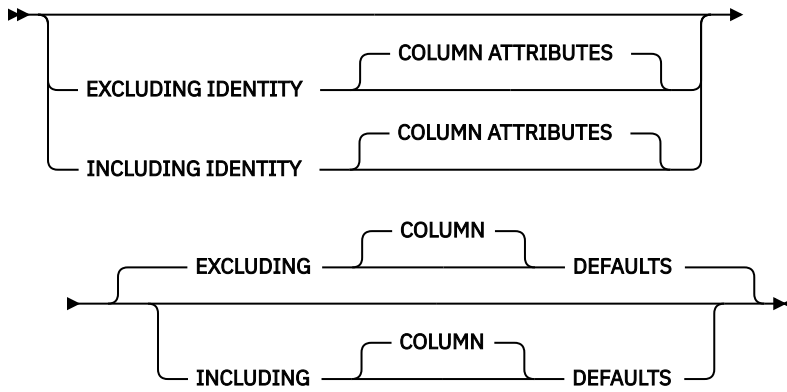 COLUMN ATTRIBUTES
EXCLUDING IDENTITY
COLUMN ATTRIBUTES
INCLUDING IDENTITY
COLUMN
EXCLUDING DEFAULTS
COLUMN
INCLUDING DEFAULTS